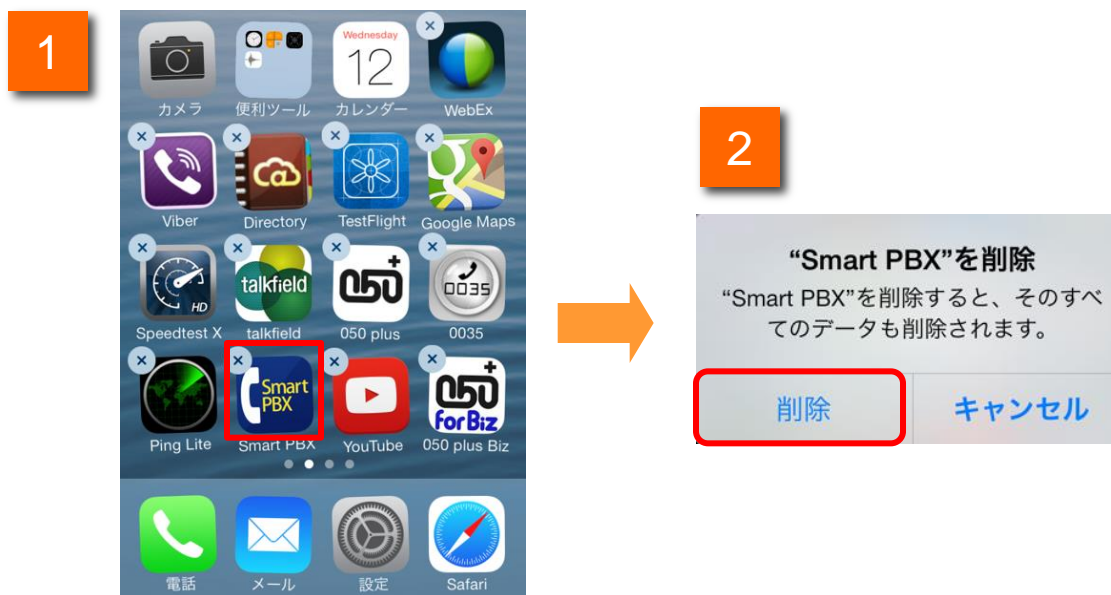 1
Wednesday
12
カメラ
便利ツール
カレンダー
WebEx
Viber
Directory
TestFlight
Google Maps
HD
talkfield
050+
0035
Speedtest X
talkfield
050 plus
0035
Smart
PBX
050+
for Biz
Ping Lite
Smart PBX
YouTube
050 plus Biz
電話
メール
設定
Safari
2
“Smart PBX”を削除
“Smart PBX”を削除すると、そのすべ
てのデータも削除されます。
削除
キャンセル